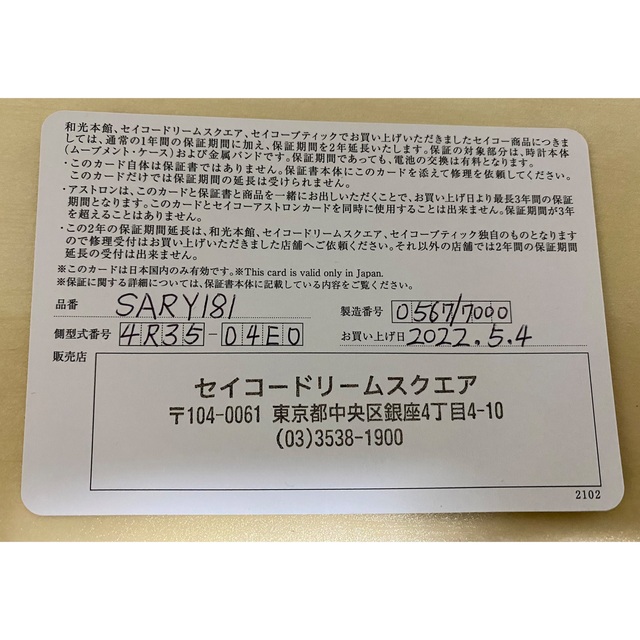 和光本館、セイコードリームスクエア、セイコーブティックでお買い上げいただきましたセイコー商品につきま
しては、通常の1年間の保証期間に加え、保証期間を2年延長いたします。保証の対象部分は、時計本体
(ムーブメント・ケース)および金属バンドです。保証期間であっても、電池の交換は有料となります。
・このカード自体は保証書ではありません。保証書本体にこのカードを添えて修理を依頼してください。
このカードだけでは保証期間の延長は受けられません。
・アストロンは、このカードと保証書と商品を一緒にお出しいただくことで、お買い上げ日より最長3年間の保証
期間となります。このカードとセイコーアストロンカードを同時に使用することは出来ません。保証期間が3年
を超えることはありません。
・この2年の保証期間延長は、和光本館、セイコードリームスクエア、セイコーブティック独自のものとなります
ので修理受付はお買い上げいただきました店舗へご依頼ください。それ以外の店舗では2年の保証期間
延長の受付は出来ません。
※このカードは日本国内のみ有効です。※This card is valid only in Japan.
※保証に関する詳細については、保証書本体に記載している内容をご覧ください。
品番 SARY181 製造番号 0567/7000
側型式番号 4R35-04E0 お買い上げ日 2022.5.4
販売店
セイコードリームスクエア
〒104-0061 東京都中央区銀座4丁目4-10
(03)3538-1900
2102